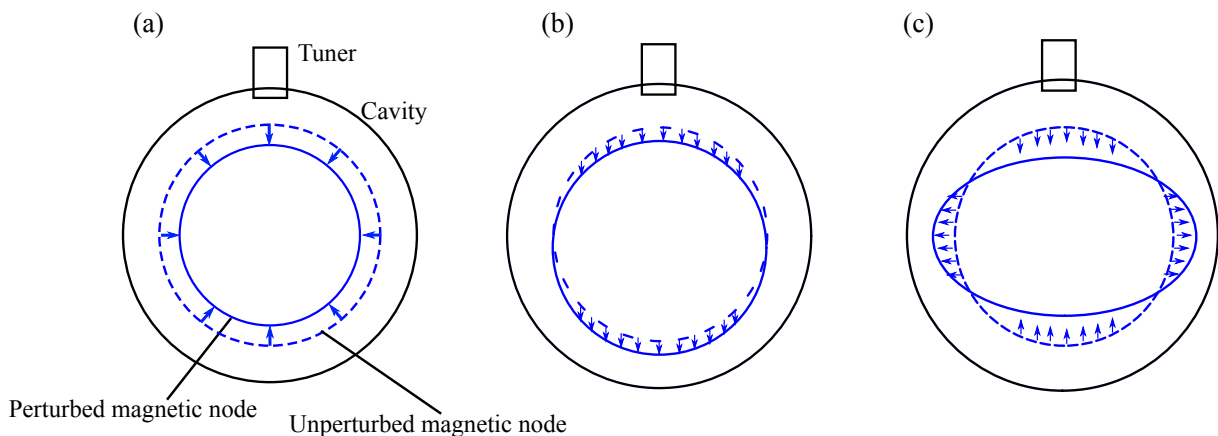 (a)
(b)
(c)
Tuner
Cavity
Perturbed magnetic node
Unperturbed magnetic node